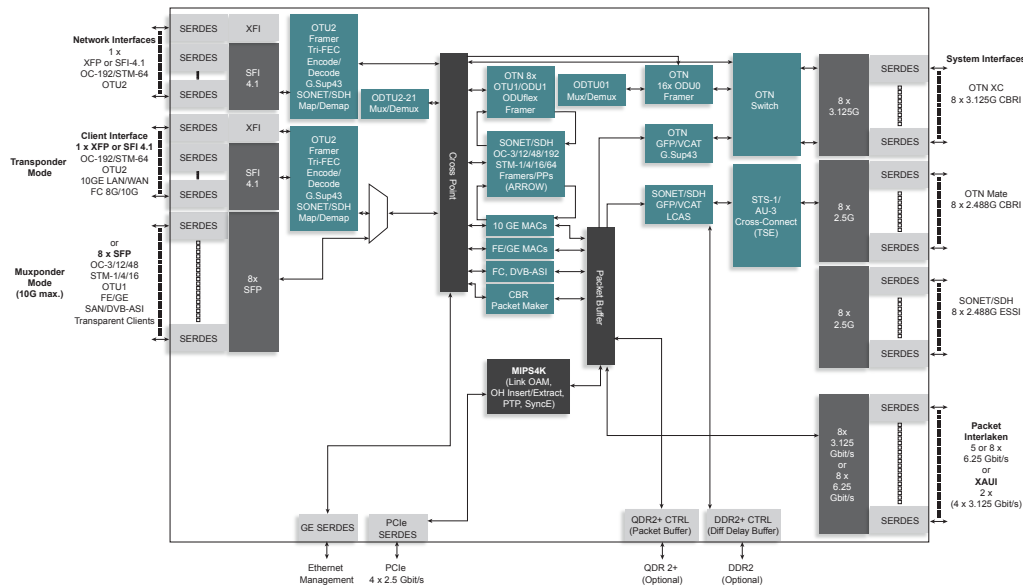 Network Interfaces
1 x
XFP or SFI-4.1
OC-192/STM-64
OTU2
Client Interface
1 x XFP or SFI 4.1
Transponder
Mode
OC-192/STM-64
OTU2
10GE LAN/WAN
FC 8G/10G
or
8 x SFP
Muxponder
Mode
(10G max.)
OC-3/12/48
STM-1/4/16
OTU1
FE/GE
SAN/DVB-ASI
Transparent Clients
SERDES
SERDES
SERDES
SERDES
SERDES
SERDES
SERDES
SERDES
XFI
SFI
4.1
XFI
SFI
4.1
8x
SFP
OTU2
Framer
Tri-FEC
Encode/
Decode
G.Sup43
SONET/SDH
Map/Demap
OTU2
Framer
Tri-FEC
Encode/
Decode
G.Sup43
SONET/SDH
Map/Demap
ODTU2-21
Mux/Demux
Cross Point
OTN 8x
OTU1/ODU1
ODUflex
Framer
ODTU01
Mux/Demux
OTN
16x ODU0
Framer
SONET/SDH
OC-3/12/48/192
STM-1/4/16/64
Framers/PPs
(ARROW)
10 GE MACs
FE/GE MACs
FC, DVB-ASI
CBR
Packet Maker
Packet Buffer
OTN
GFP/VCAT
G.Sup43
SONET/SDH
GFP/VCAT
LCAS
OTN
Switch
STS-1/
AU-3
Cross-Connect
(TSE)
MIPS4K
(Link OAM,
OH Insert/Extract,
PTP, SyncE)
8 x
3.125G
8 x
2.5G
8 x
2.5G
8x
3.125
Gbit/s
or
8 x
6.25
Gbit/s
SERDES
SERDES
SERDES
SERDES
SERDES
SERDES
SERDES
SERDES
System Interfaces
OTN XC
8 x 3.125G CBRI
OTN Mate
8 x 2.488G CBRI
SONET/SDH
8 x 2.488G ESSI
Packet
Interlaken
5 or 8 x
6.25 Gbit/s
or
XAUI
2 x
(4 x 3.125 Gbit/s)
GE SERDES
PCIe
SERDES
QDR2+ CTRL
(Packet Buffer)
DDR2+ CTRL
(Diff Delay Buffer)
Ethernet
Management
PCIe
4 x 2.5 Gbit/s
QDR 2+
(Optional)
DDR2
(Optional)